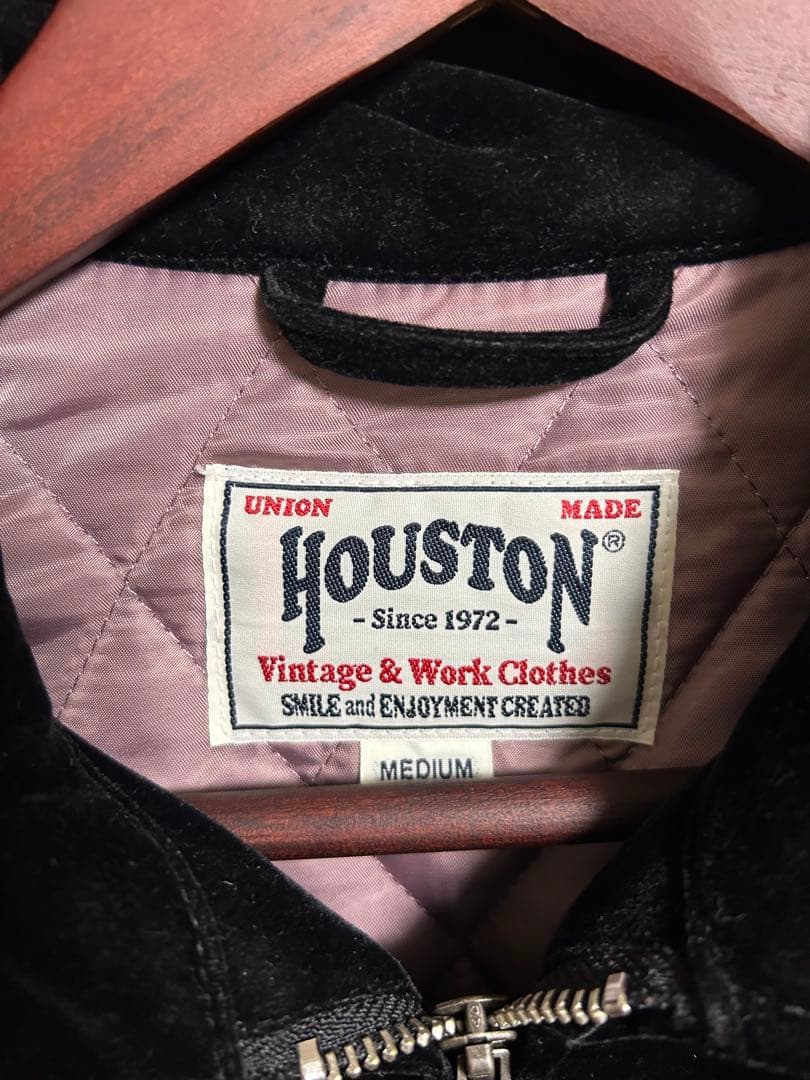 UNION MADE
HOUSTON®
- Since 1972 -
Vintage & Work Clothes
SMILE and ENJOYMENT CREATED
MEDIUM